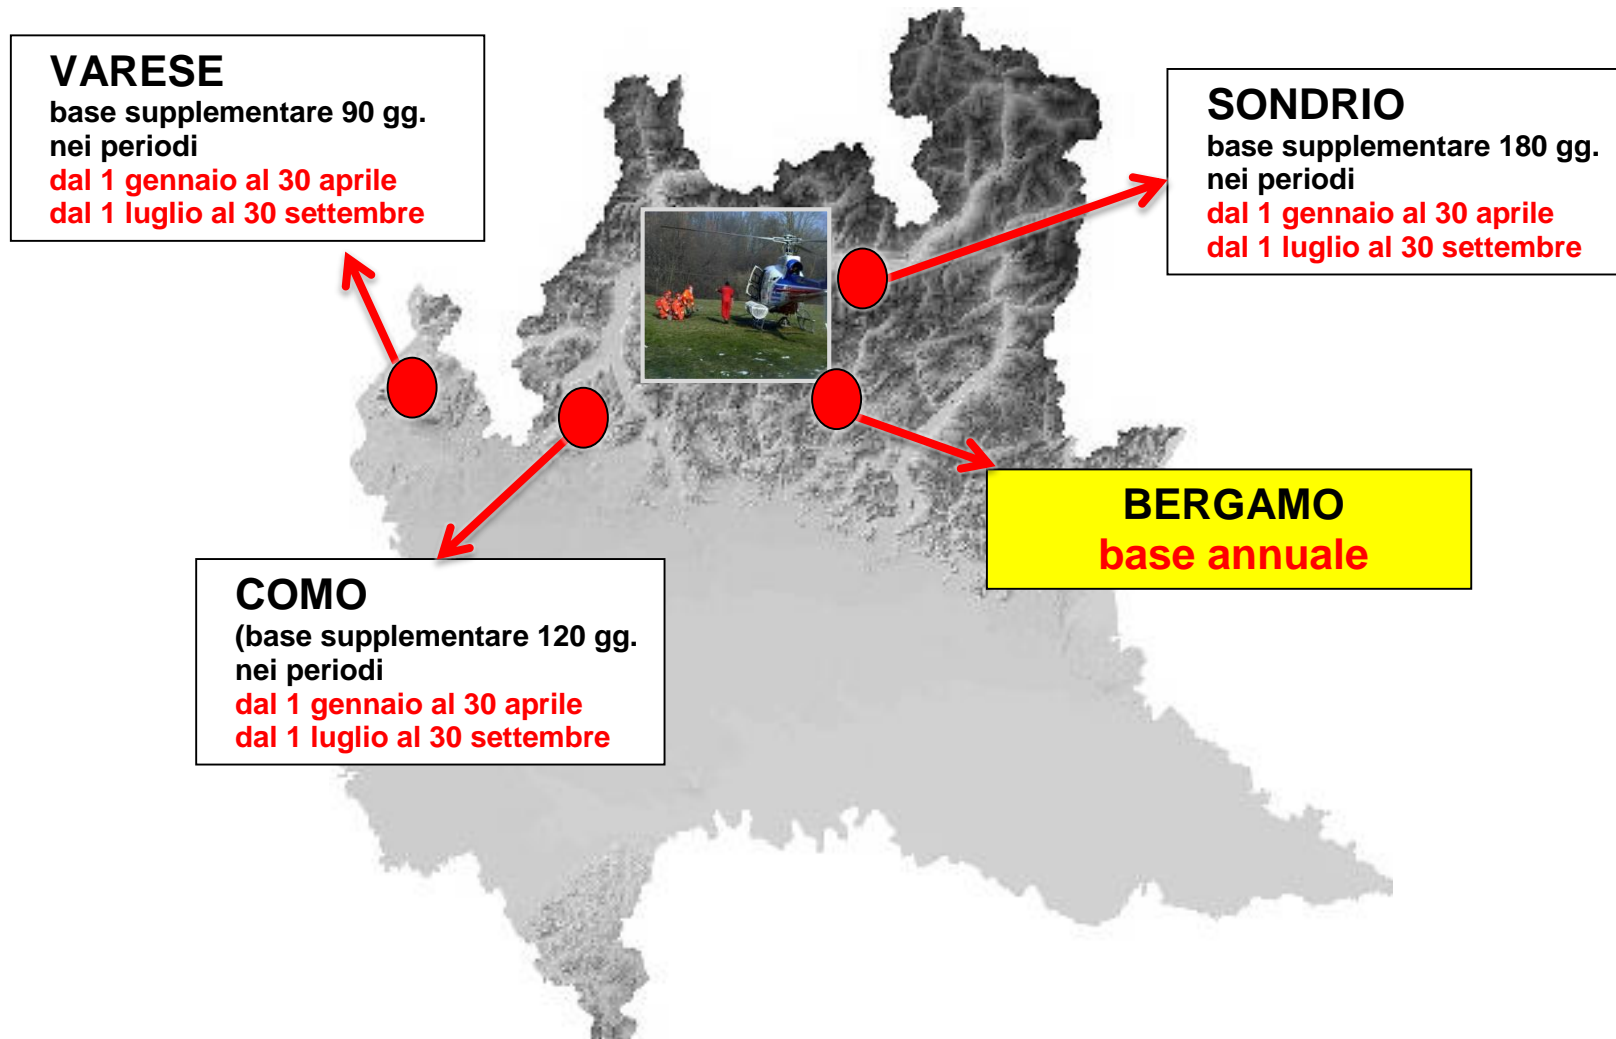 VARESE
base supplementare 90 gg.
nei periodi
dal 1 gennaio al 30 aprile
dal 1 luglio al 30 settembre
SONDRIO
base supplementare 180 gg.
nei periodi
dal 1 gennaio al 30 aprile
dal 1 luglio al 30 settembre
BERGAMO
base annuale
COMO
(base supplementare 120 gg.
nei periodi
dal 1 gennaio al 30 aprile
dal 1 luglio al 30 settembre